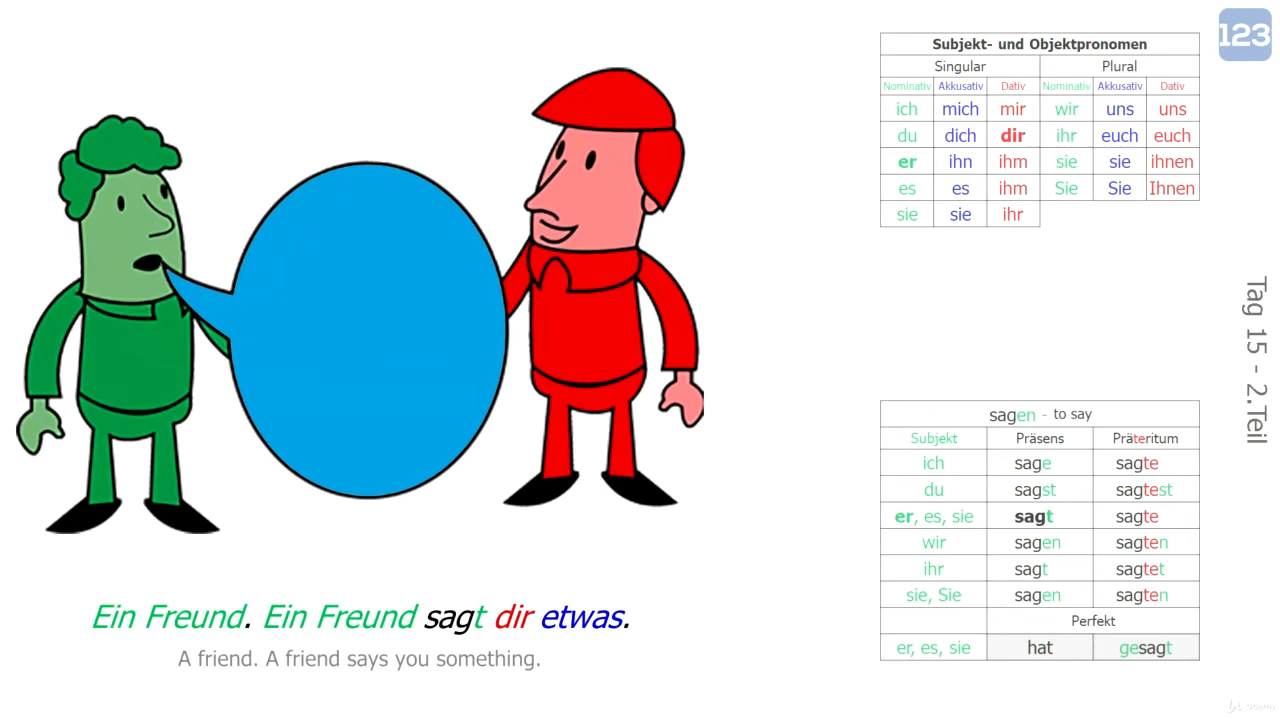 123
Subjekt- und Objektpronomen
Singular Plural
Nominativ Akkusativ Dativ Nominativ Akkusativ Dativ
ich mich mir wir uns uns
du dich dir ihr euch euch
er ihn ihm sie sie ihnen
es es ihm Sie Sie Ihnen
sie sie ihr
Tag 15 - 2.Teil
sagen - to say
Subjekt Präsens Präteritum
ich sage sagte
du sagst sagtest
er, es, sie sagt sagte
wir sagen sagten
ihr sagt sagtet
sie, Sie sagen sagten
Perfekt
er, es, sie hat gesagt
Ein Freund. Ein Freund sagt dir etwas.
A friend. A friend says you something.